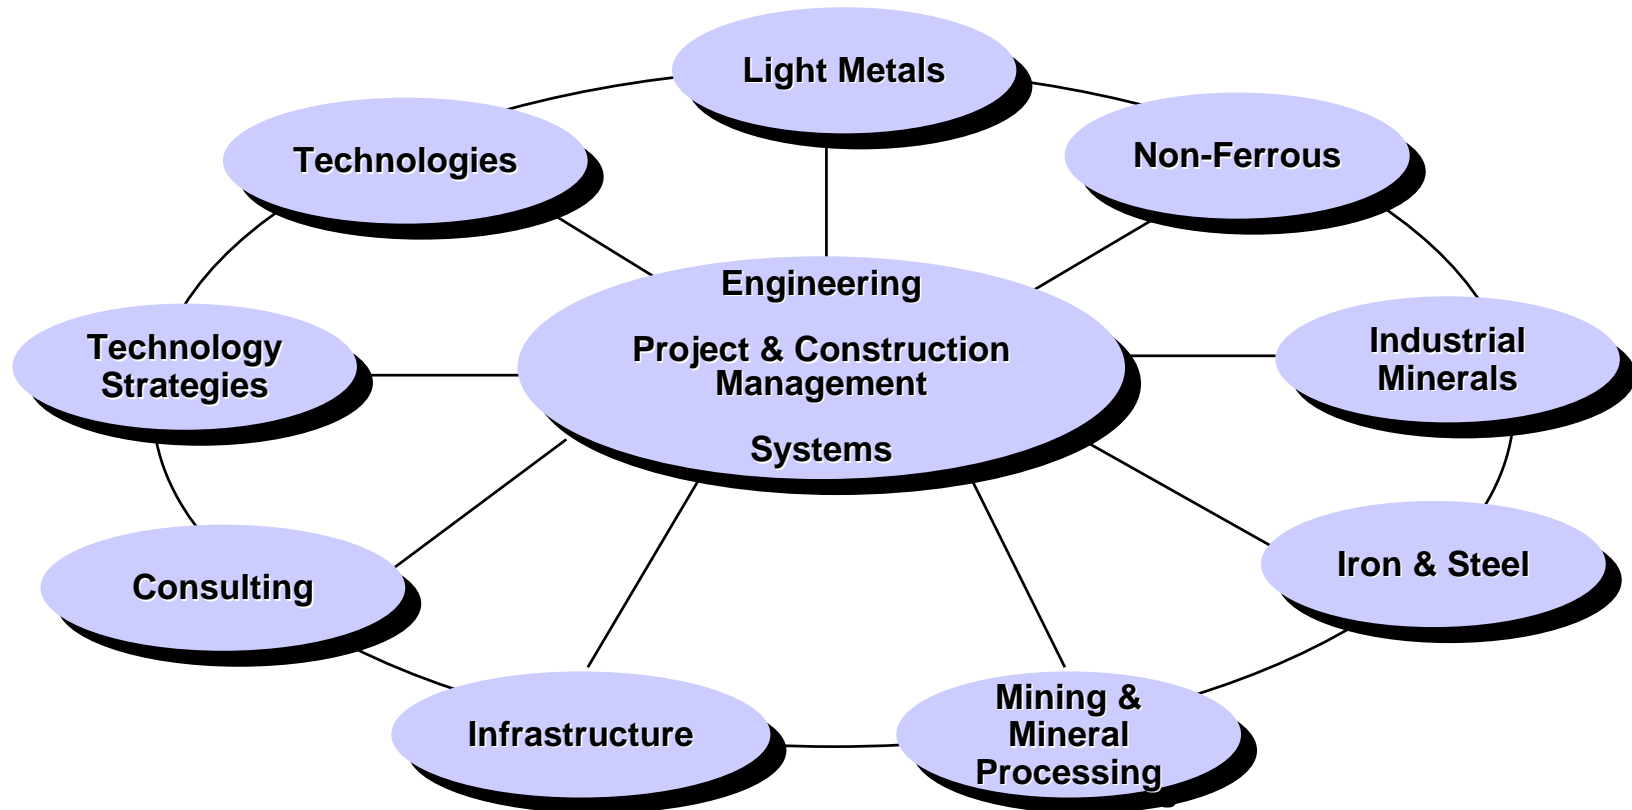 Light Metals
Technologies
Non-Ferrous
Engineering
Project & Construction
Management
Systems
Technology
Strategies
Industrial
Minerals
Consulting
Iron & Steel
Infrastructure
Mining &
Mineral
Processing